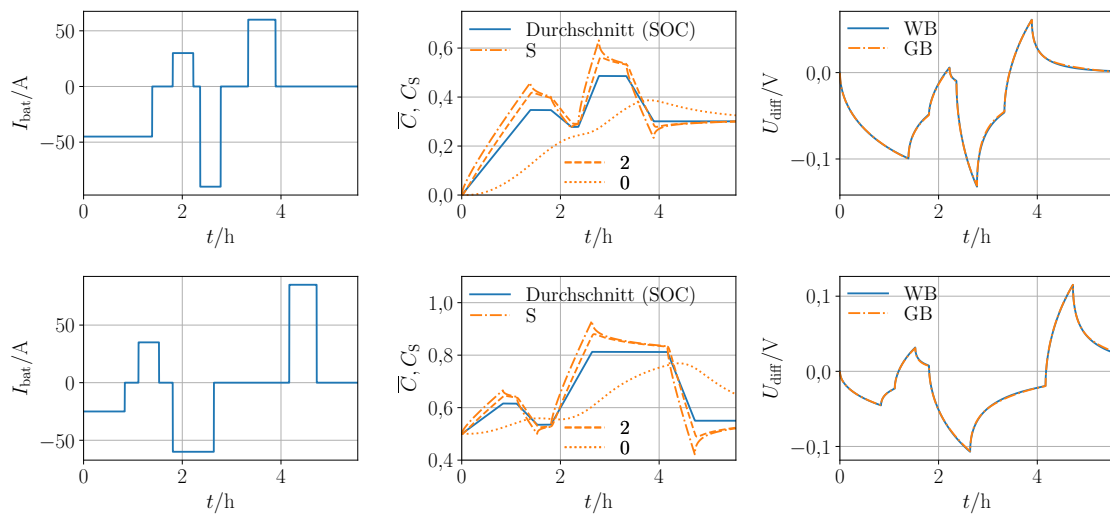 I_bat/A
50
0
−50
0
2
4
t/h
C̅, C_S
0,6
0,4
0,2
0,0
Durchschnitt (SOC)
S
2
0
0
2
4
t/h
U_diff/V
0,0
−0,1
WB
GB
0
2
4
t/h
I_bat/A
50
0
−50
0
2
4
t/h
C̅, C_S
1,0
0,8
0,6
0,4
Durchschnitt (SOC)
S
2
0
0
2
4
t/h
U_diff/V
0,1
0,0
−0,1
WB
GB
0
2
4
t/h